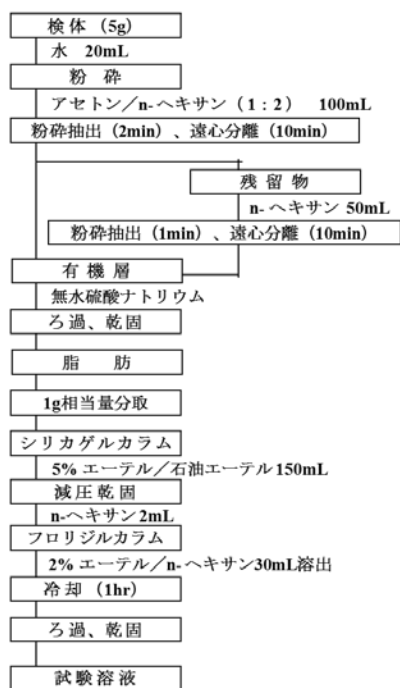 検体（5g）
水　20mL
粉　砕
アセトン／n-ヘキサン（1：2）　100mL
粉砕抽出（2min）、遠心分離（10min）
残 留 物
n-ヘキサン 50mL
粉砕抽出（1min）、遠心分離（10min）
有 機 層
無水硫酸ナトリウム
ろ過、乾固
脂　　肪
1g相当量分取
シリカゲルカラム
5% エーテル／石油エーテル 150mL
減圧乾固
n-ヘキサン 2mL
フロリジルカラム
2% エーテル／n-ヘキサン30mL溶出
冷却（1hr）
ろ過、乾固
試験溶液